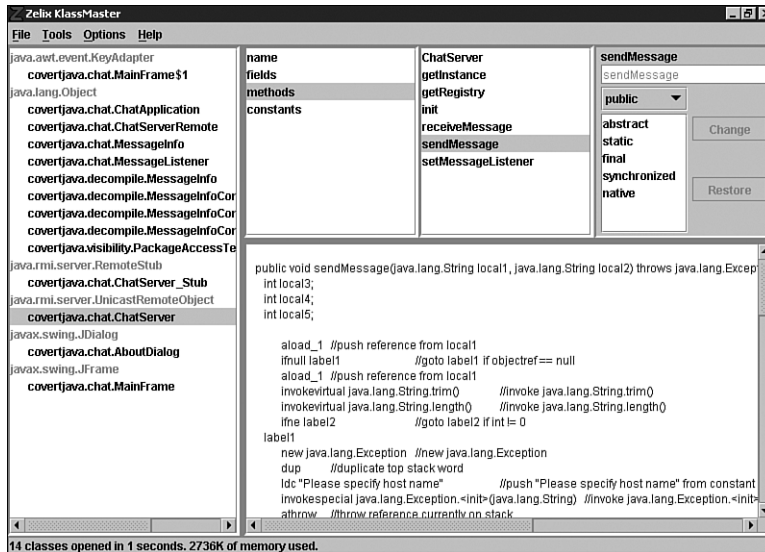 Zelix KlassMaster
File Tools Options Help
java.awt.event.KeyAdapter
covertjava.chat.MainFrame$1
java.lang.Object
covertjava.chat.ChatApplication
covertjava.chat.ChatServerRemote
covertjava.chat.MessageInfo
covertjava.chat.MessageListener
covertjava.decompile.MessageInfo
covertjava.decompile.MessageInfoCor
covertjava.decompile.MessageInfoCor
covertjava.decompile.MessageInfoCor
covertjava.visibility.PackageAccessTe
java.rmi.server.RemoteStub
covertjava.chat.ChatServer_Stub
java.rmi.server.UnicastRemoteObject
covertjava.chat.ChatServer
javax.swing.JDialog
covertjava.chat.AboutDialog
javax.swing.JFrame
covertjava.chat.MainFrame
name
fields
methods
constants
ChatServer
getInstance
getRegistry
init
receiveMessage
sendMessage
setMessageListener
sendMessage
sendMessage
public
abstract
static
final
synchronized
native
Change
Restore
public void sendMessage(java.lang.String local1, java.lang.String local2) throws java.lang.Excep
int local3;
int local4;
int local5;
aload_1 //push reference from local1
ifnull label1 //goto label1 if objectref == null
aload_1 //push reference from local1
invokevirtual java.lang.String.trim() //invoke java.lang.String.trim()
invokevirtual java.lang.String.length() //invoke java.lang.String.length()
ifne label2 //goto label2 if int != 0
label1
new java.lang.Exception //new java.lang.Exception
dup //duplicate top stack word
ldc "Please specify host name" //push "Please specify host name" from constant
invokespecial java.lang.Exception.<init>(java.lang.String) //invoke java.lang.Exception.<init>
athrow //throw reference currently on stack
14 classes opened in 1 seconds. 2736K of memory used.